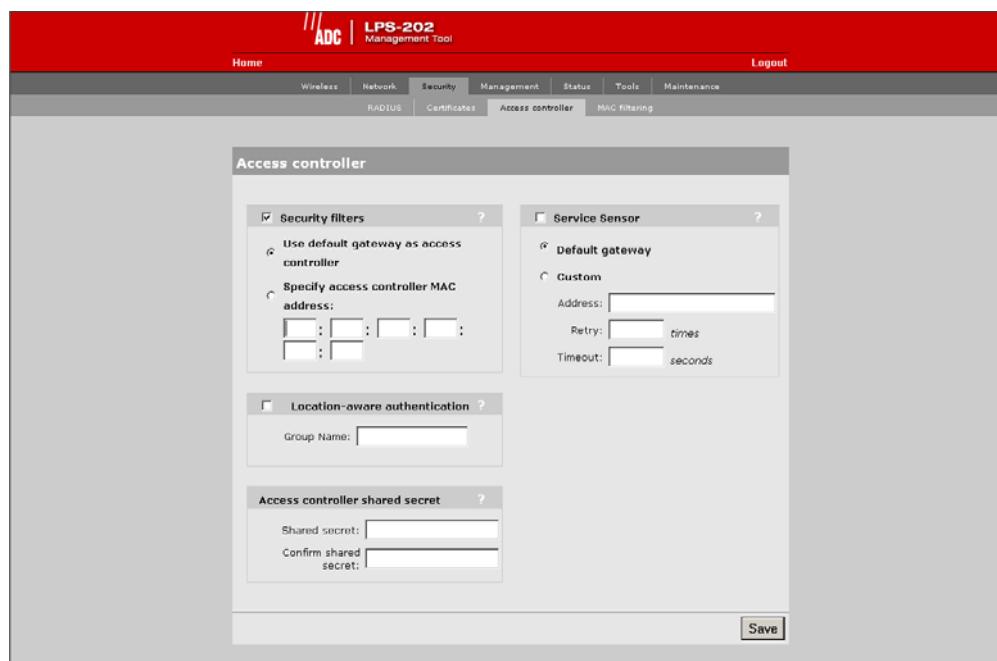 ADC
LPS-202
Management Tool
Home
Logout
Wireless
Network
Security
Management
Status
Tools
Maintenance
RADIUS
Certificates
Access controller
MAC filtering
Access controller
Security filters
?
Use default gateway as access
controller
Specify access controller MAC
address:
: : : :
:
Location-aware authentication
?
Group Name:
Access controller shared secret
?
Shared secret:
Confirm shared
secret:
Service Sensor
?
Default gateway
Custom
Address:
Retry:
times
Timeout:
seconds
Save